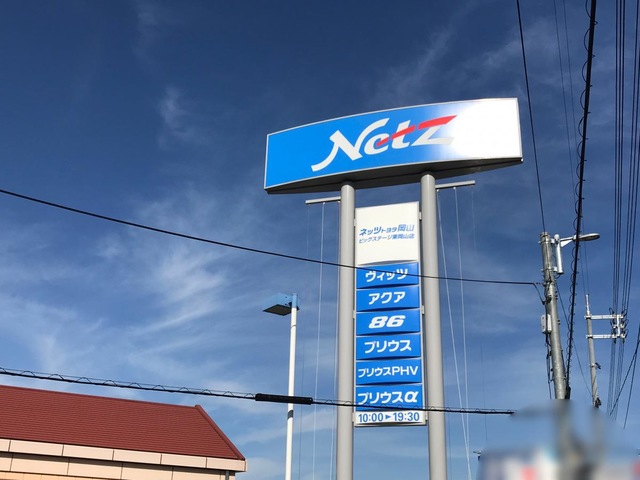 Netz
ネッツトヨタ岡山
ビッグステージ東岡山店
ヴィッツ
アクア
86
プリウス
プリウスPHV
プリウスα
10:00▶19:30